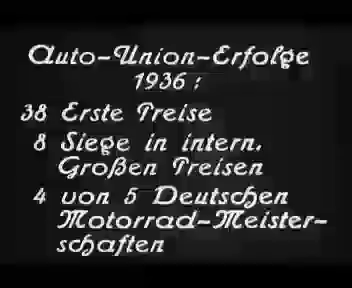 Auto-Union-Erfolge
1936:
38 Erste Preise
8 Siege in intern.
Großen Preisen
4 von 5 Deutschen
Motorrad-Meister-
schaften